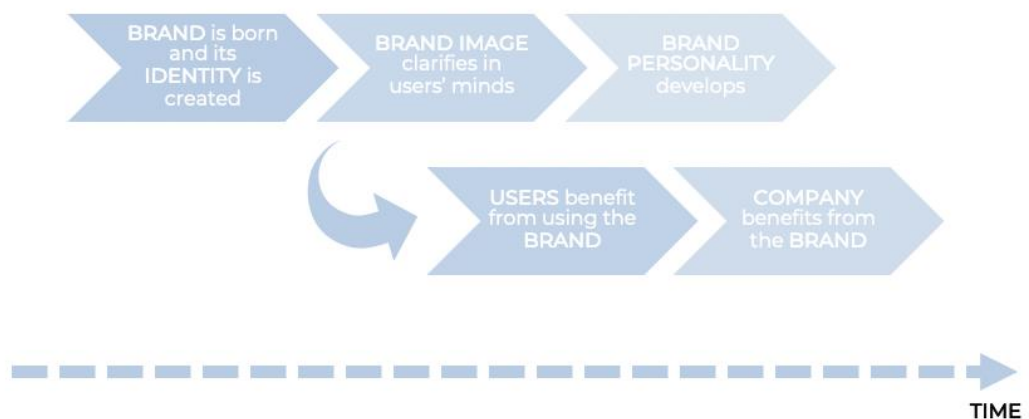 BRAND is born
and its
IDENTITY is
created
BRAND IMAGE
clarifies in
users' minds
BRAND
PERSONALITY
develops
USERS benefit
from using the
BRAND
COMPANY
benefits from
the BRAND
TIME